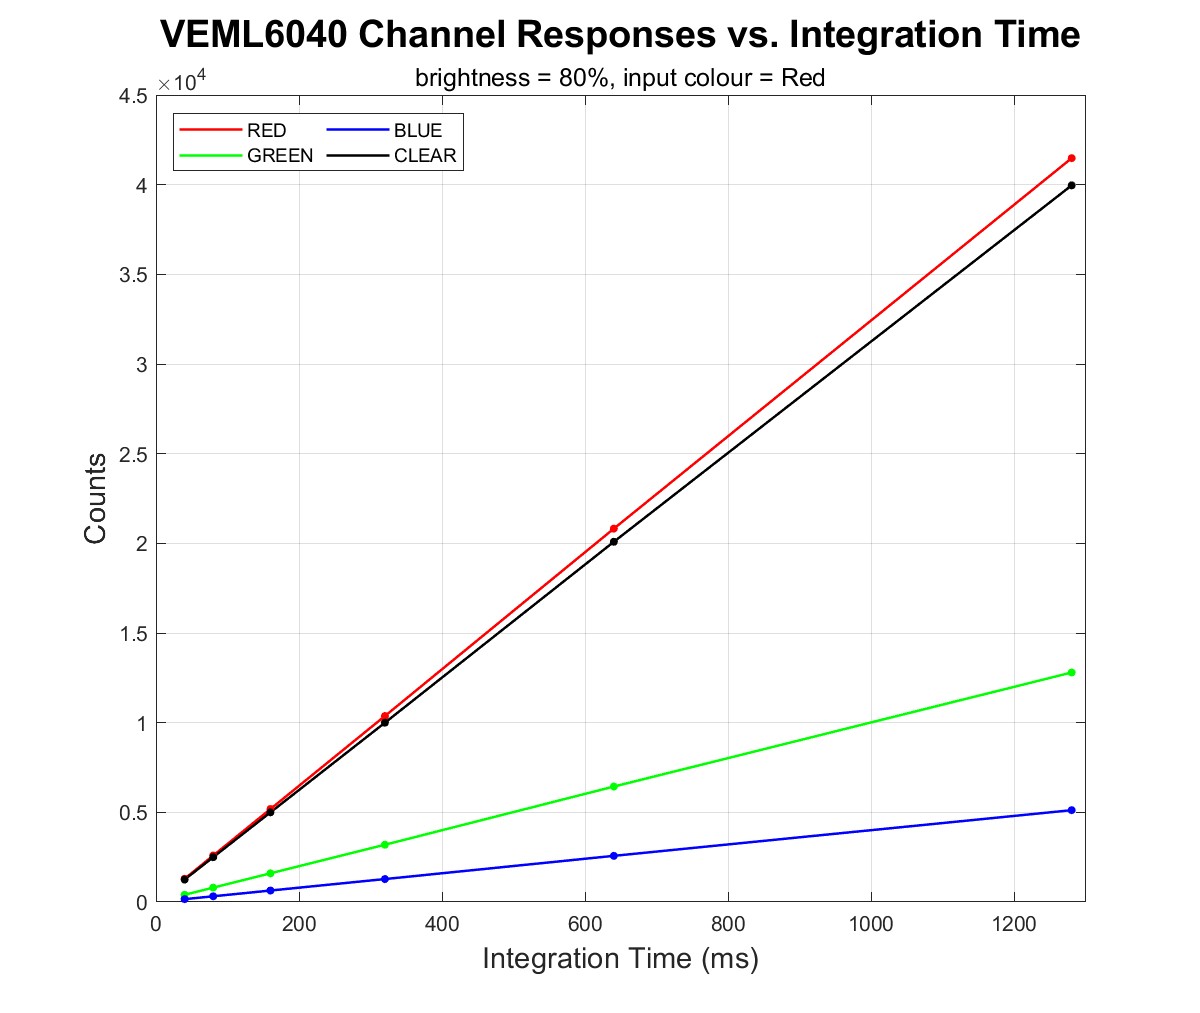 VEML6040 Channel Responses vs. Integration Time
brightness = 80%, input colour = Red
×10⁴
4.5
4
3.5
3
2.5
2
1.5
1
0.5
0
RED BLUE
GREEN CLEAR
Counts
0 200 400 600 800 1000 1200
Integration Time (ms)